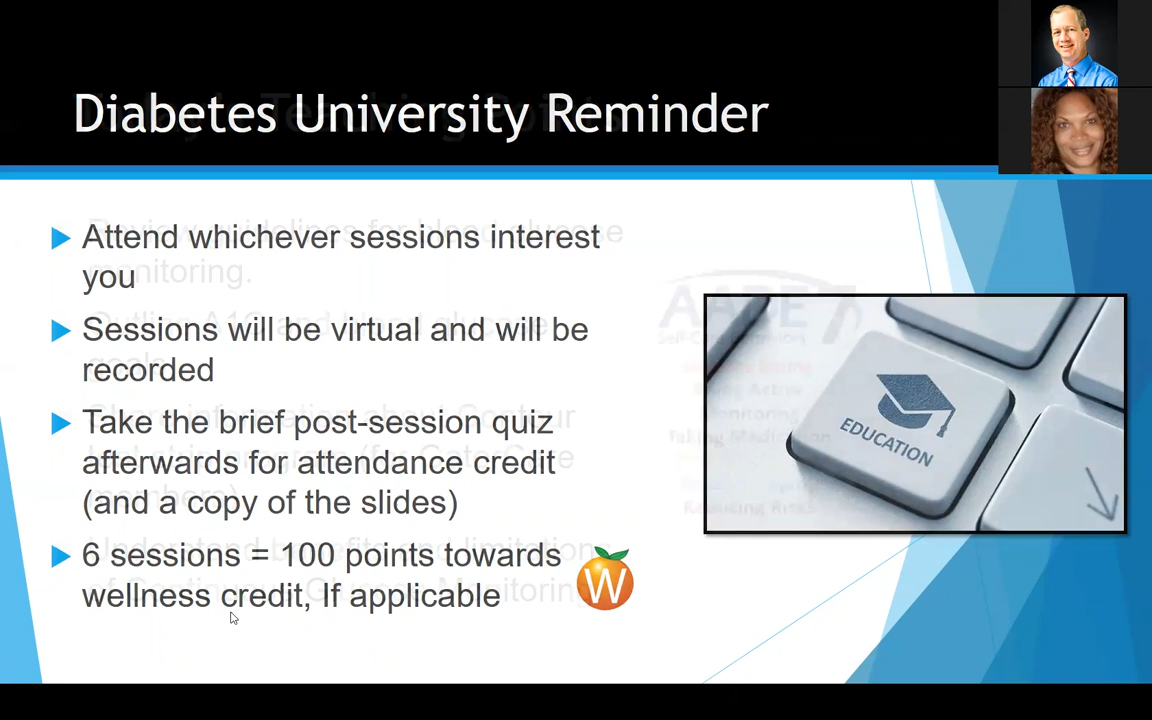 Diabetes University Reminder
Attend whichever sessions interest
you
Sessions will be virtual and will be
recorded
Take the brief post-session quiz
afterwards for attendance credit
(and a copy of the slides)
6 sessions = 100 points towards
wellness credit, If applicable
W
EDUCATION